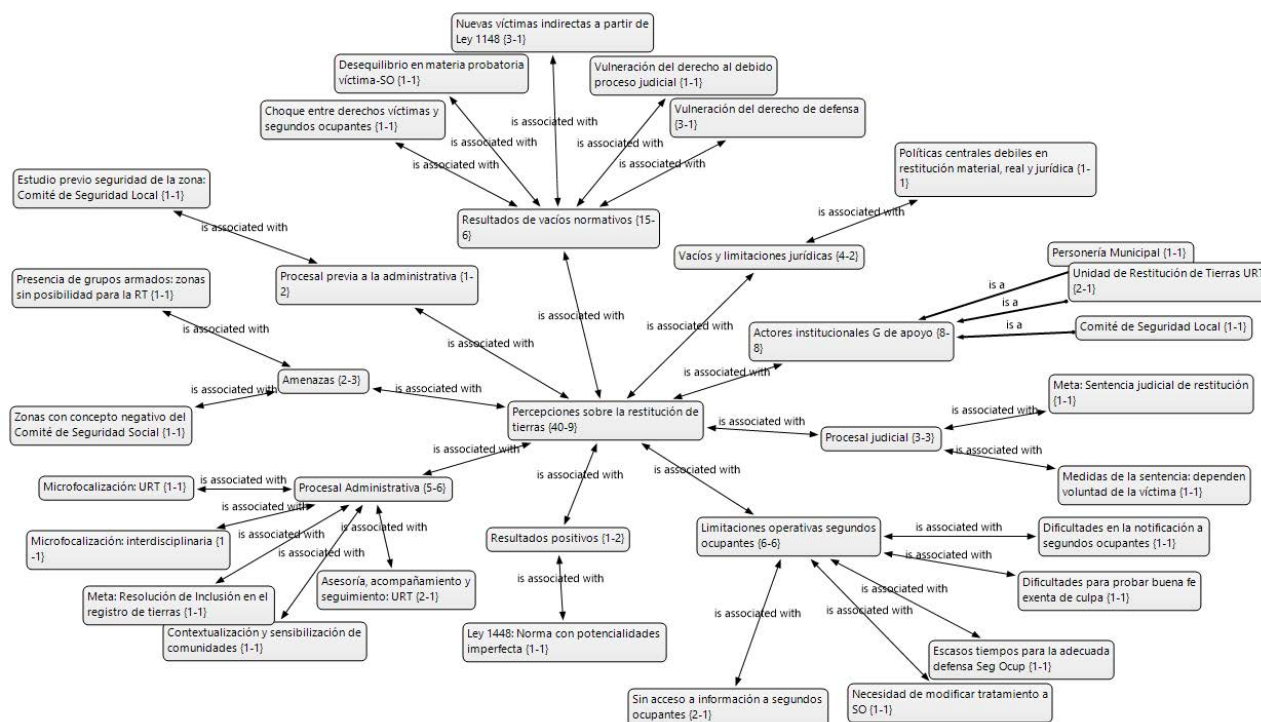 Nuevas víctimas indirectas a partir de
Ley 1148 {3-1}
Desequilibrio en materia probatoria
víctima-SO {1-1}
Vulneración del derecho al debido
proceso judicial {1-1}
Choque entre derechos víctimas y
segundos ocupantes {1-1}
Vulneración del derecho de defensa
{3-1}
is associated with
is associated with
is associated with
is associated with
is associated with
Políticas centrales debiles en
restitución material, real y jurídica {1-
1}
Estudio previo seguridad de la zona:
Comité de Seguridad Local {1-1}
is associated with
Resultados de vacíos normativos {15-
6}
is associated with
Vacíos y limitaciones jurídicas {4-2}
Personería Municipal {1-1}
Unidad de Restitución de Tierras URT
{2-1}
is a
is a
is a
Comité de Seguridad Local {1-1}
Presencia de grupos armados: zonas
sin posibilidad para la RT {1-1}
Procesal previa a la administrativa {1-
2}
is associated with
is associated with
is associated with
is associated with
Actores institucionales G de apoyo {8-
8}
is associated with
Amenazas {2-3}
is associated with
is associated with
Zonas con concepto negativo del
Comité de Seguridad Social {1-1}
Percepciones sobre la restitución de
tierras {40-9}
is associated with
Procesal judicial {3-3}
Meta: Sentencia judicial de restitución
{1-1}
is associated with
is associated with
Medidas de la sentencia: dependen
voluntad de la víctima {1-1}
is associated with
is associated with
is associated with
Microfocalización: URT {1-1}
is associated with
Procesal Administrativa {5-6}
is associated with
is associated with
is associated with
is associated with
Microfocalización: interdisciplinaria {1
-1}
Meta: Resolución de Inclusión en el
registro de tierras {1-1}
Contextualización y sensibilización de
comunidades {1-1}
Asesoría, acompañamiento y
seguimiento: URT {2-1}
Resultados positivos {1-2}
is associated with
Ley 1448: Norma con potencialidades
imperfecta {1-1}
Limitaciones operativas segundos
ocupantes {6-6}
is associated with
Dificultades en la notificación a
segundos ocupantes {1-1}
is associated with
Dificultades para probar buena fe
exenta de culpa {1-1}
is associated with
is associated with
is associated with
Escasos tiempos para la adecuada
defensa Seg Ocup {1-1}
Necesidad de modificar tratamiento a
SO {1-1}
Sin acceso a información a segundos
ocupantes {2-1}